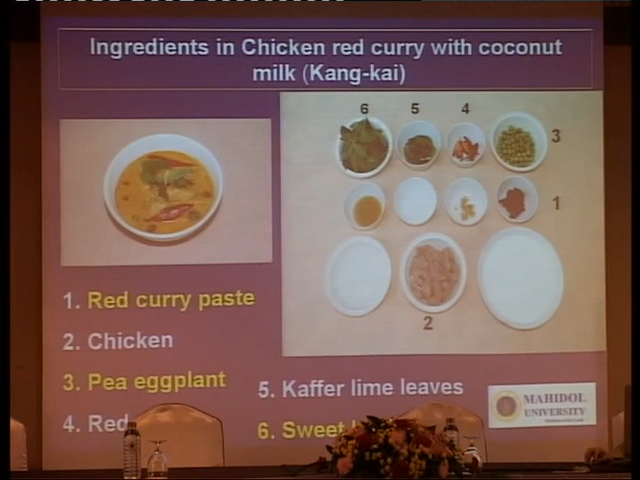 Ingredients in Chicken red curry with coconut
milk (Kang-kai)
6 5 4
3
1
2
1. Red curry paste
2. Chicken
3. Pea eggplant
4. Red
5. Kaffer lime leaves
6. Sweet
MAHIDOL
UNIVERSITY